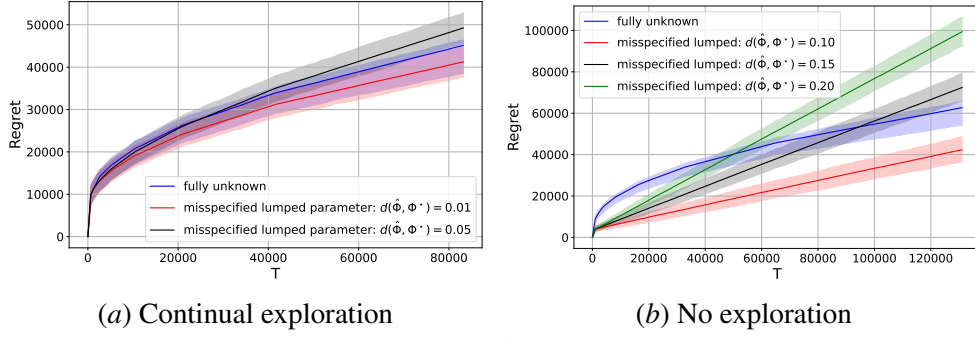 50000
40000
30000
20000
10000
0
Regret
fully unknown
misspecified lumped parameter: d(Φ̂, Φ⋆) = 0.01
misspecified lumped parameter: d(Φ̂, Φ⋆) = 0.05
0 20000 40000 60000 80000
T
(a) Continual exploration
100000
80000
60000
40000
20000
0
Regret
fully unknown
misspecified lumped: d(Φ̂, Φ⋆) = 0.10
misspecified lumped: d(Φ̂, Φ⋆) = 0.15
misspecified lumped: d(Φ̂, Φ⋆) = 0.20
0 20000 40000 60000 80000 100000 120000
T
(b) No exploration